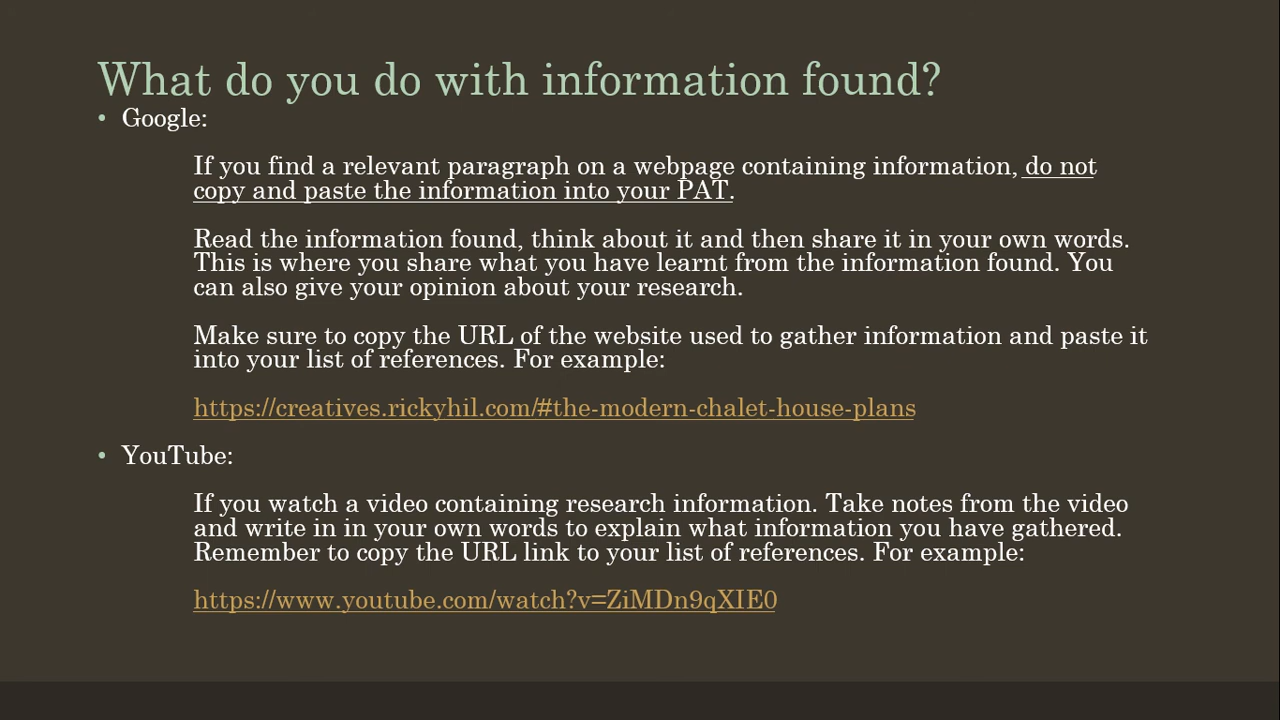 What do you do with information found?
• Google:
If you find a relevant paragraph on a webpage containing information, do not
copy and paste the information into your PAT.
Read the information found, think about it and then share it in your own words.
This is where you share what you have learnt from the information found. You
can also give your opinion about your research.
Make sure to copy the URL of the website used to gather information and paste it
into your list of references. For example:
https://creatives.rickyhil.com/#the-modern-chalet-house-plans
• YouTube:
If you watch a video containing research information. Take notes from the video
and write in in your own words to explain what information you have gathered.
Remember to copy the URL link to your list of references. For example:
https://www.youtube.com/watch?v=ZiMDn9qXIE0